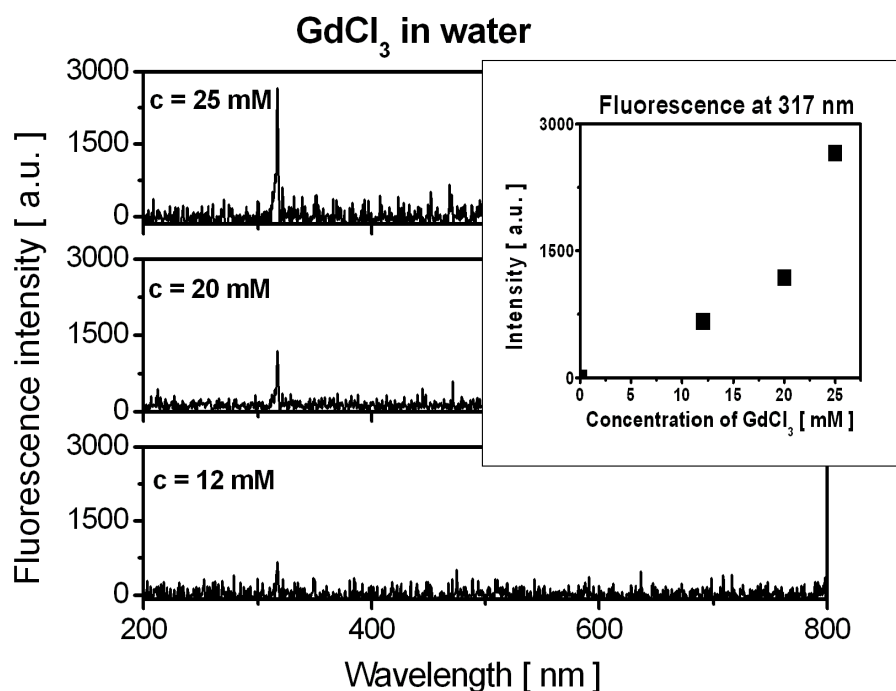 GdCl3 in water
Fluorescence intensity [ a.u. ]
3000
1500
0
c = 25 mM
3000
1500
0
c = 20 mM
3000
1500
0
c = 12 mM
200 400 600 800
Wavelength [ nm ]
Fluorescence at 317 nm
Intensity [ a.u. ]
3000
1500
0
0 5 10 15 20 25
Concentration of GdCl3 [ mM ]